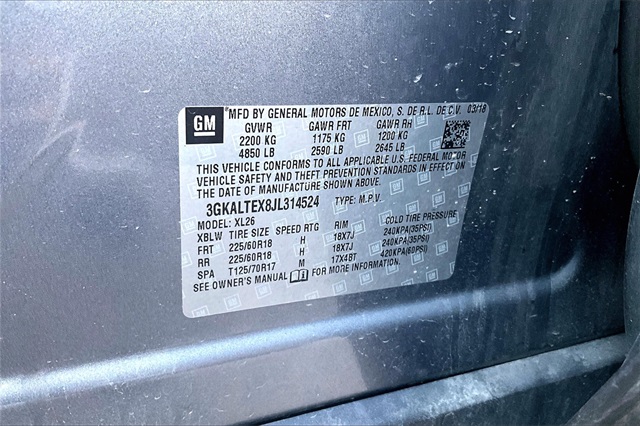 GM
MFD BY GENERAL MOTORS DE MEXICO, S. DE R.L. DE C.V. 03/18
GVWR GAWR FRT GAWR RH
2200 KG 1175 KG 1200 KG
4850 LB 2590 LB 2645 LB
THIS VEHICLE CONFORMS TO ALL APPLICABLE U.S. FEDERAL MOTOR
VEHICLE SAFETY AND THEFT PREVENTION STANDARDS IN EFFECT ON
THE DATE OF MANUFACTURE SHOWN ABOVE.
3GKALTEX8JL314524 TYPE: M.P.V.
MODEL: XL26
XBLW TIRE SIZE SPEED RTG RIM COLD TIRE PRESSURE
FRT 225/60R18 H 18X7J 240KPA(35PSI)
RR 225/60R18 H 18X7J 240KPA(35PSI)
SPA T125/70R17 M 17X4BT 420KPA(60PSI)
SEE OWNER'S MANUAL FOR MORE INFORMATION.